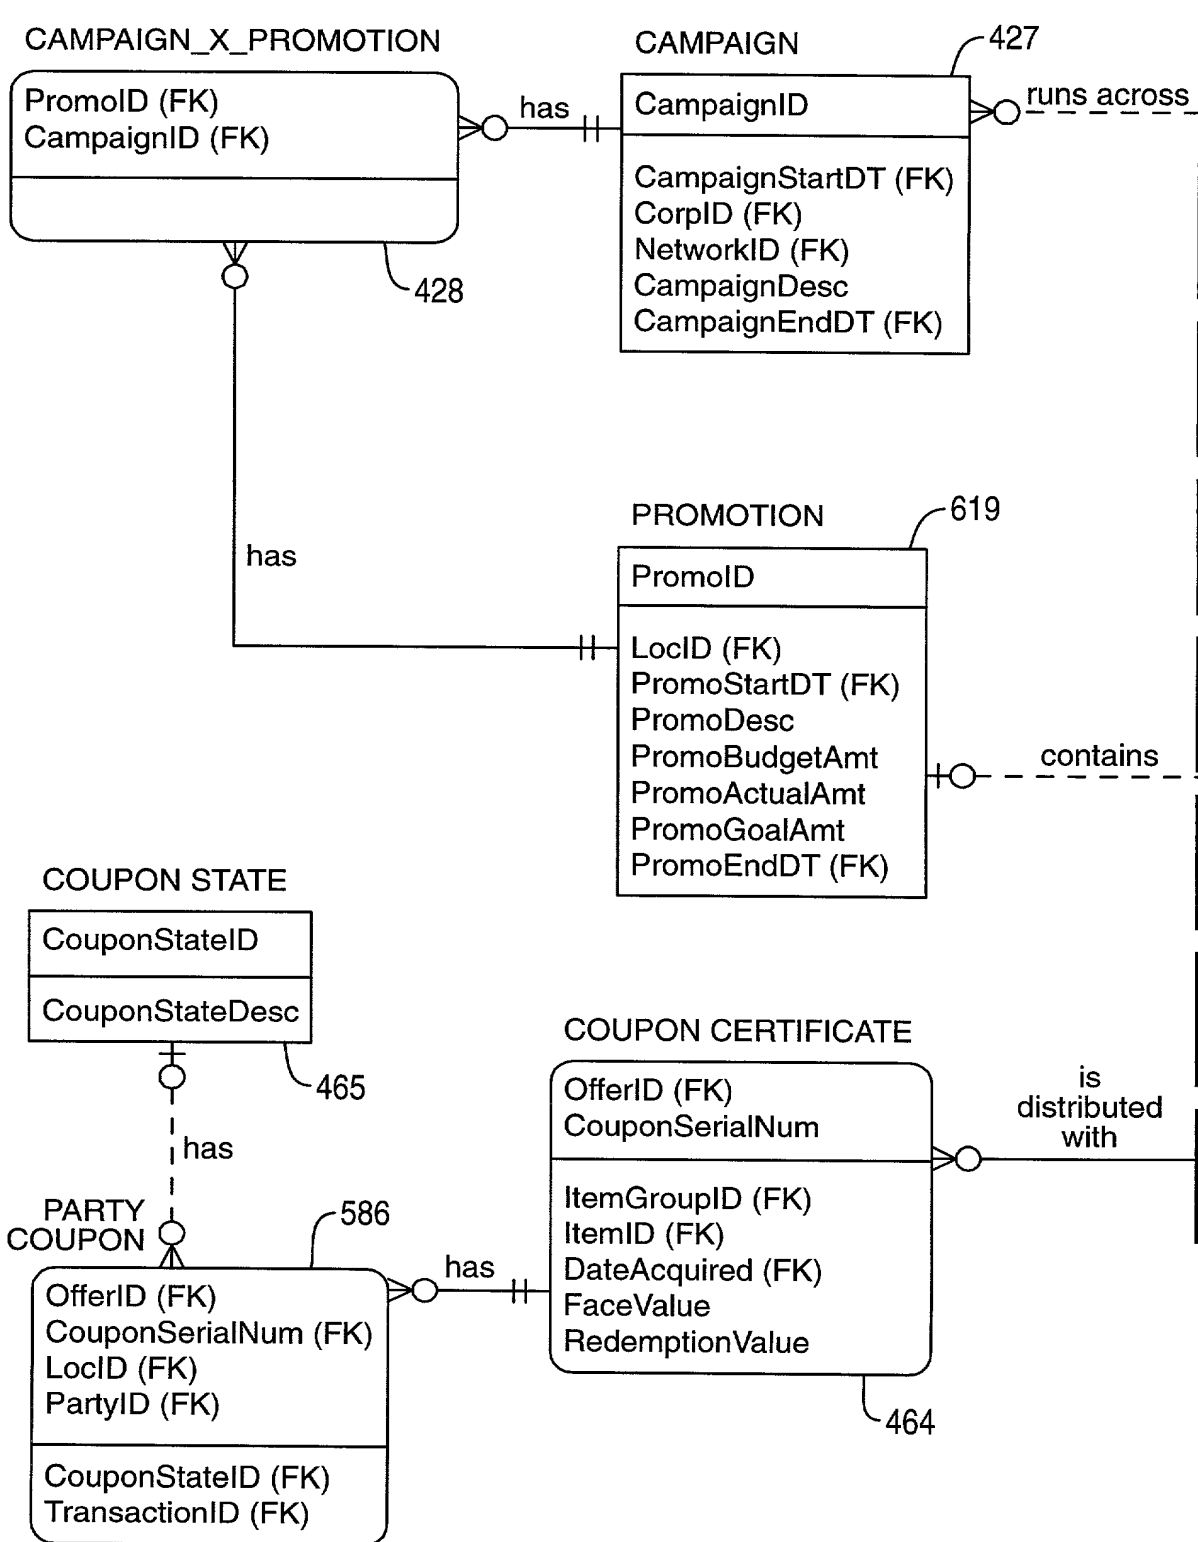 CAMPAIGN_X_PROMOTION
PromoID (FK)
CampaignID (FK)
428
has
CAMPAIGN
427
CampaignID
CampaignStartDT (FK)
CorpID (FK)
NetworkID (FK)
CampaignDesc
CampaignEndDT (FK)
runs across
has
PROMOTION
619
PromoID
LocID (FK)
PromoStartDT (FK)
PromoDesc
PromoBudgetAmt
PromoActualAmt
PromoGoalAmt
PromoEndDT (FK)
contains
COUPON STATE
CouponStateID
CouponStateDesc
465
has
COUPON CERTIFICATE
OfferID (FK)
CouponSerialNum
ItemGroupID (FK)
ItemID (FK)
DateAcquired (FK)
FaceValue
RedemptionValue
464
is
distributed
with
PARTY
COUPON
586
OfferID (FK)
CouponSerialNum (FK)
LocID (FK)
PartyID (FK)
CouponStateID (FK)
TransactionID (FK)
has